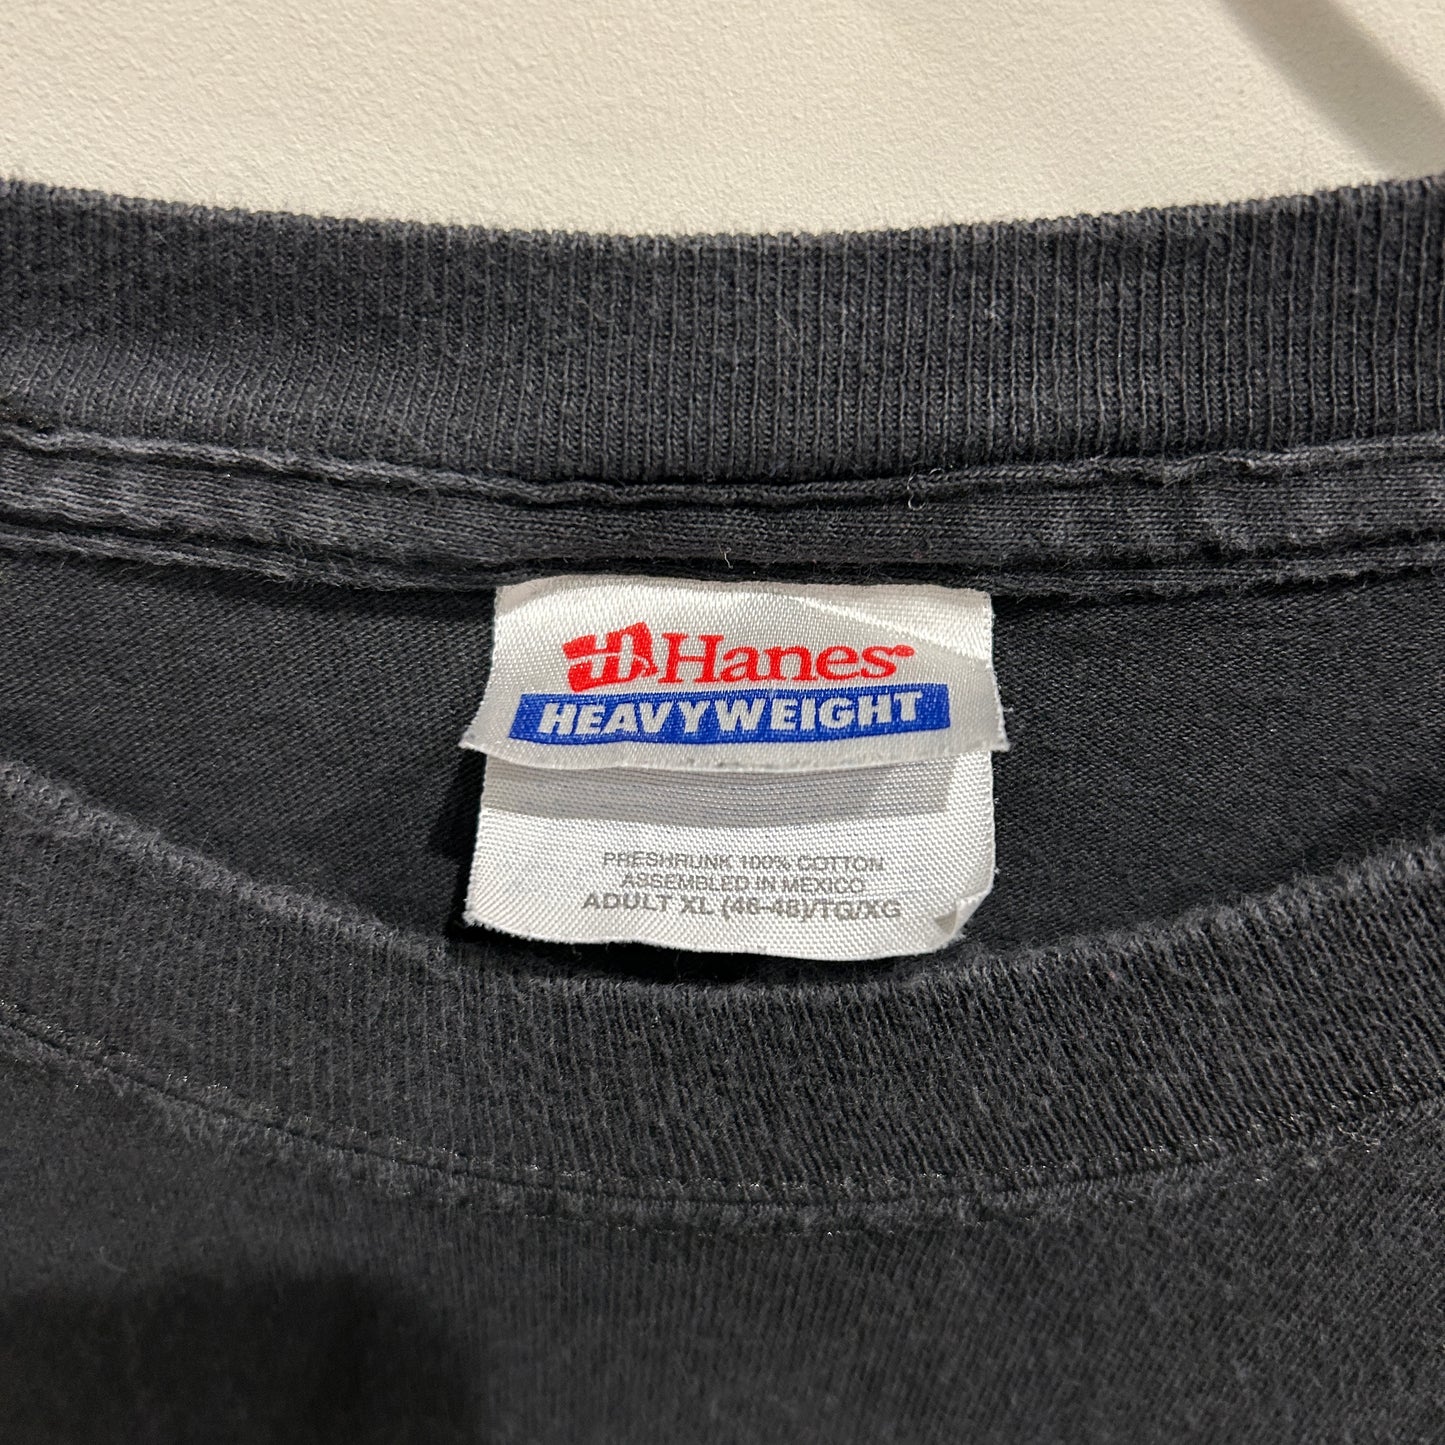 Hanes®
HEAVYWEIGHT
PRESHRUNK 100% COTTON
ASSEMBLED IN MEXICO
ADULT XL (46-48)/TG/XG